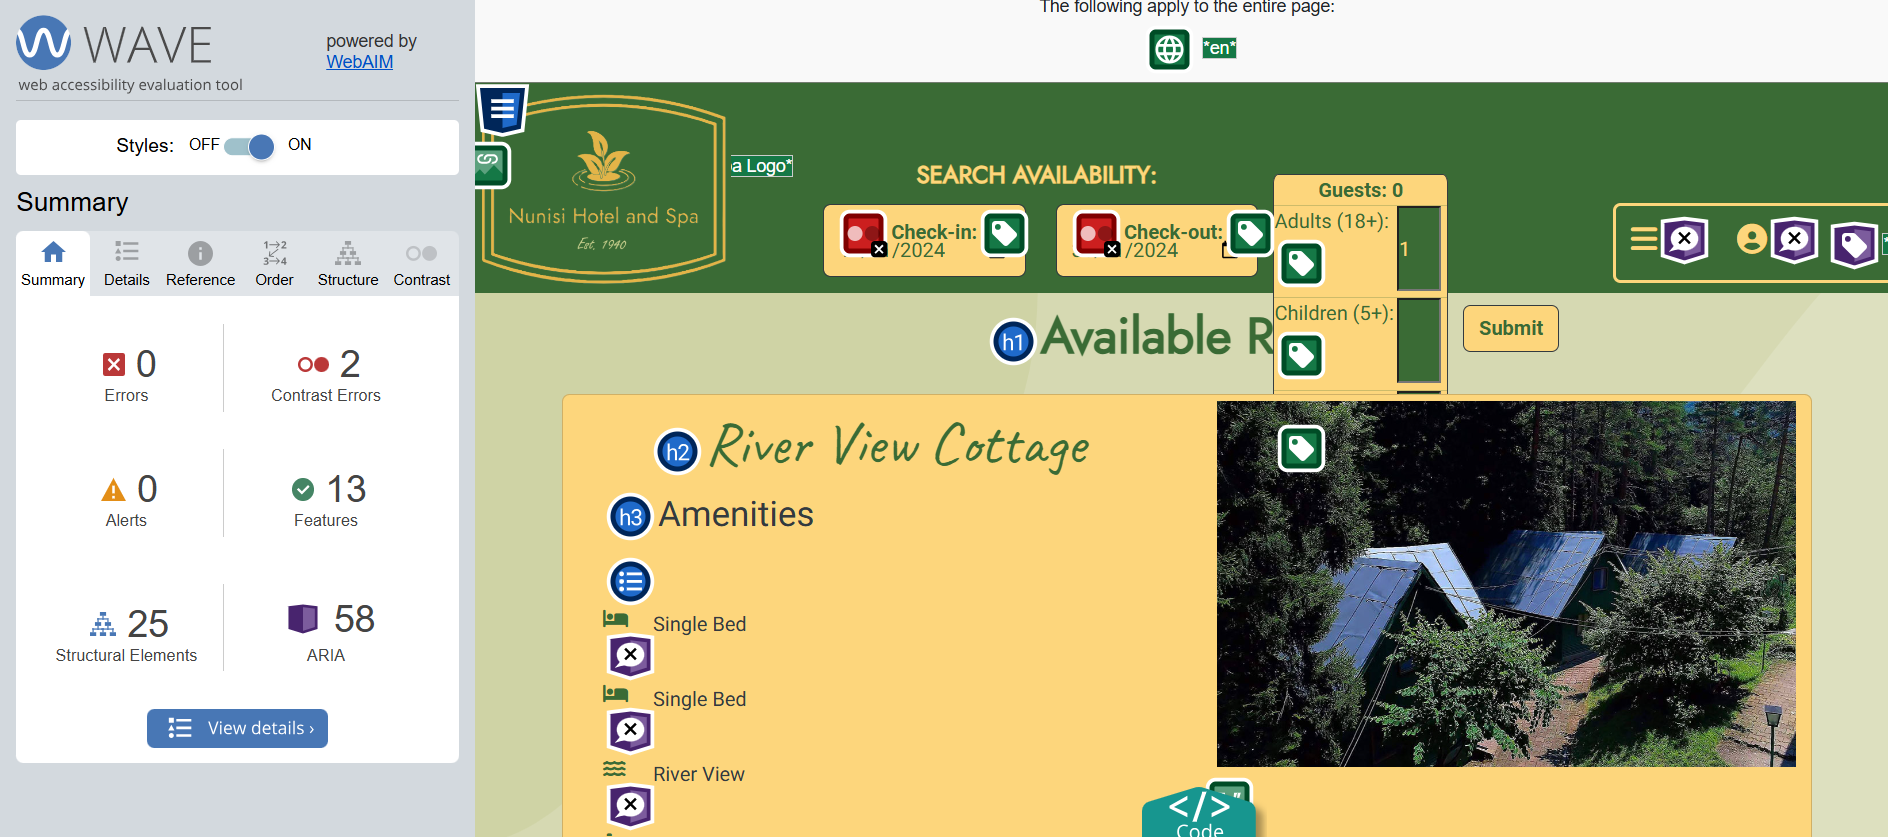 WAVE
web accessibility evaluation tool
powered by
WebAIM
Styles: OFF ON
Summary
Summary Details Reference Order Structure Contrast
0
Errors
2
Contrast Errors
0
Alerts
13
Features
25
Structural Elements
58
ARIA
View details ›
The following apply to the entire page:
*en*
Nunisi Hotel and Spa
Est. 1940
a Logo*
SEARCH AVAILABILITY:
Check-in:
/2024
Check-out:
/2024
Guests: 0
Adults (18+):
1
Children (5+):
Submit
h1 Available R
h2 River View Cottage
h3 Amenities
Single Bed
Single Bed
River View
</>
Code